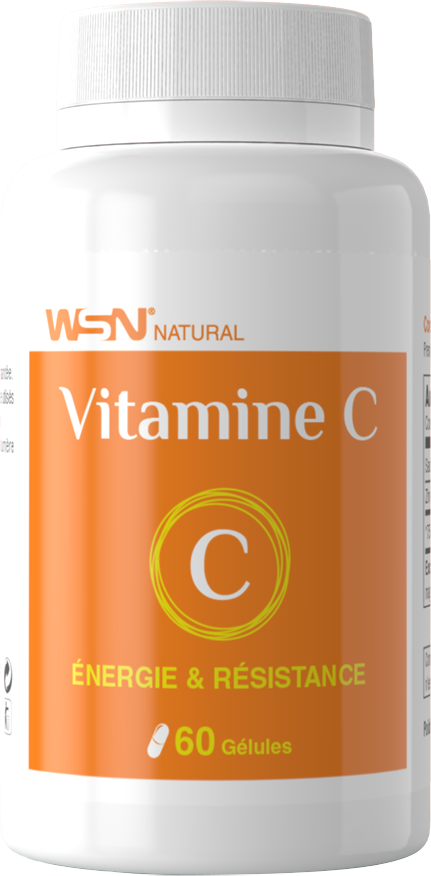 WSN® NATURAL
Vitamine C
C
ÉNERGIE & RÉSISTANCE
60 Gélules